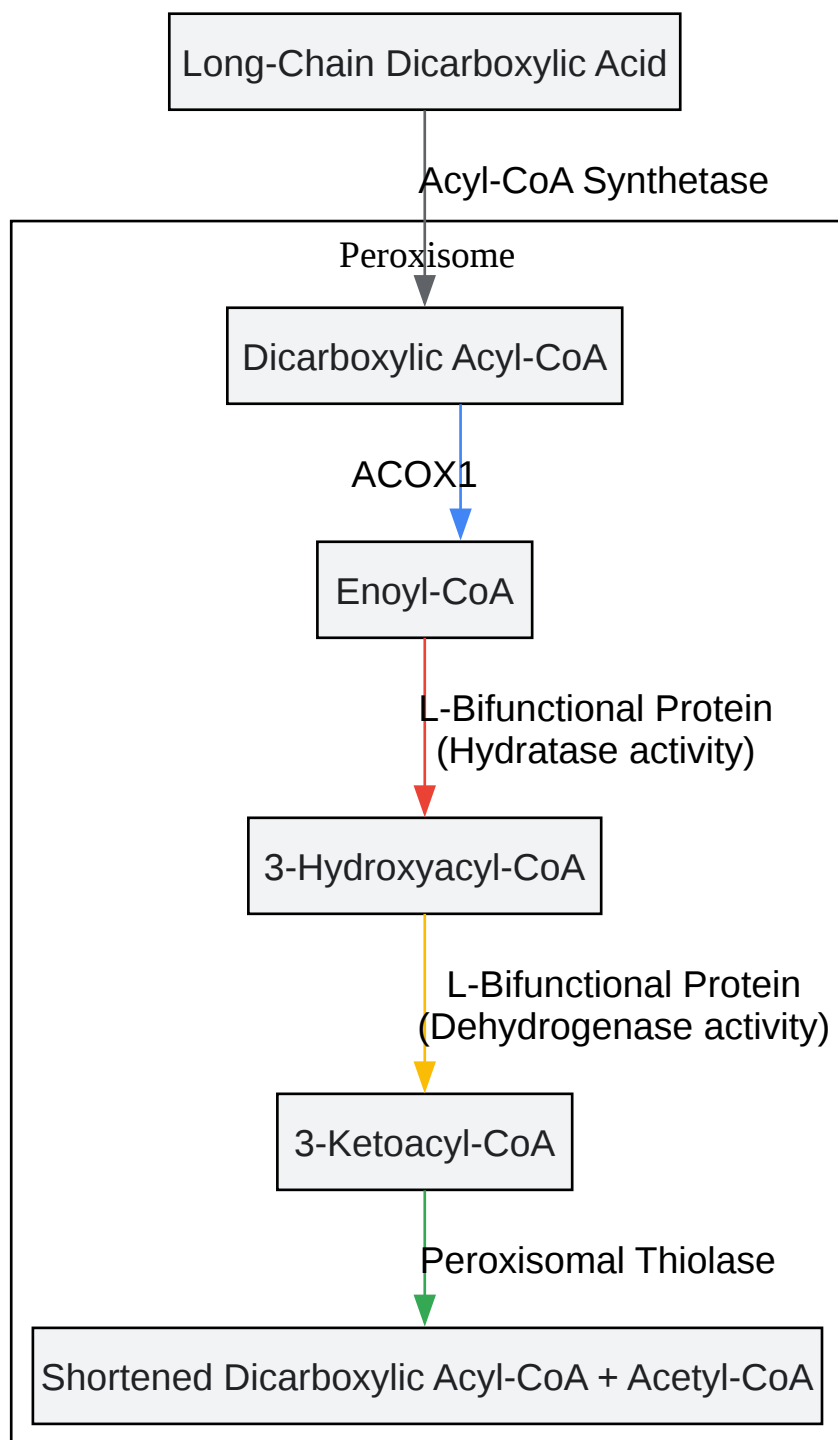 Long-Chain Dicarboxylic Acid
Acyl-CoA Synthetase
Peroxisome
Dicarboxylic Acyl-CoA
ACOX1
Enoyl-CoA
L-Bifunctional Protein
(Hydratase activity)
3-Hydroxyacyl-CoA
L-Bifunctional Protein
(Dehydrogenase activity)
3-Ketoacyl-CoA
Peroxisomal Thiolase
Shortened Dicarboxylic Acyl-CoA + Acetyl-CoA